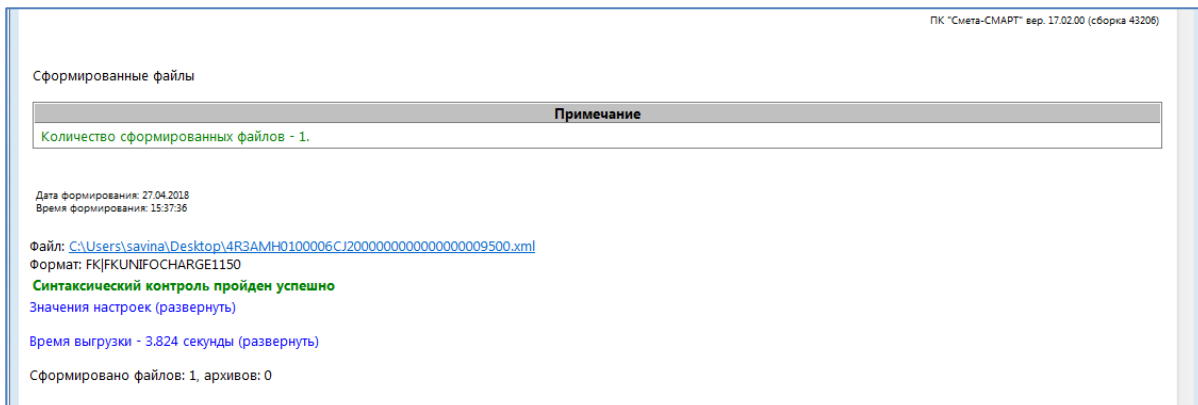 ПК "Смета-СМАРТ" вер. 17.02.00 (сборка 43206)
Сформированные файлы
Примечание
Количество сформированных файлов - 1.
Дата формирования: 27.04.2018
Время формирования: 15:37:36
Файл: C:\Users\savina\Desktop\4R3AMH0100006CJ2000000000000000009500.xml
Формат: FK|FKUNIFOCHARGE1150
Синтаксический контроль пройден успешно
Значения настроек (развернуть)
Время выгрузки - 3.824 секунды (развернуть)
Сформировано файлов: 1, архивов: 0